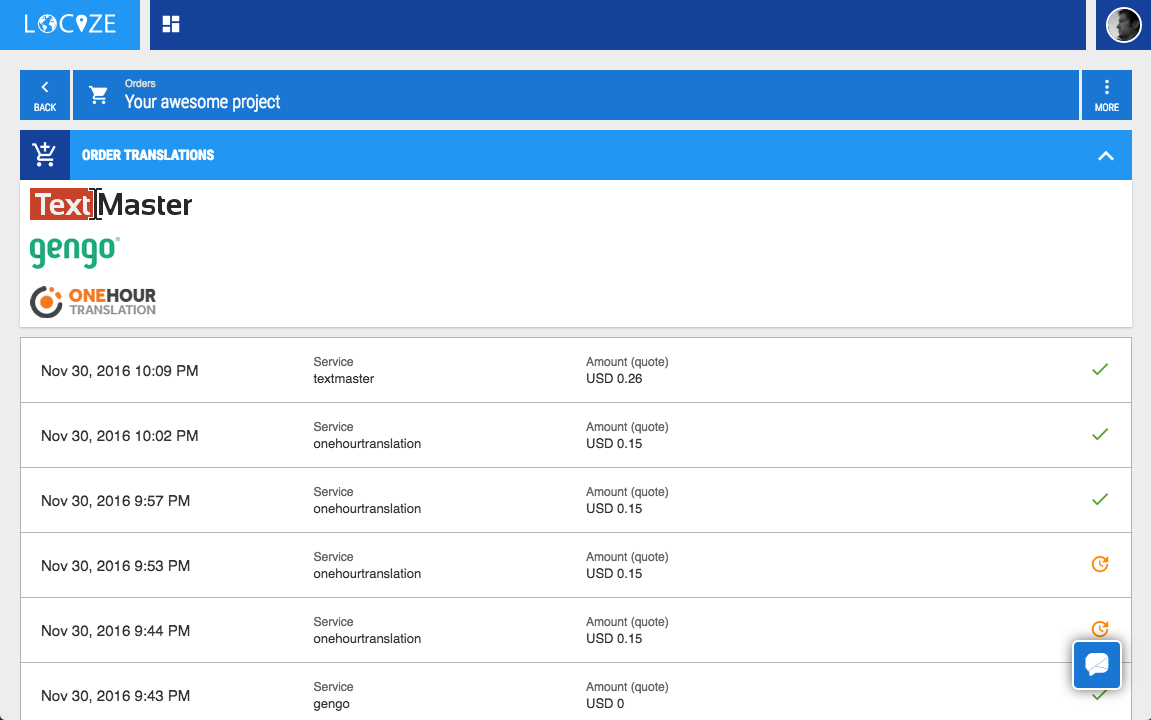 LOCIZE
BACK
Orders
Your awesome project
MORE
ORDER TRANSLATIONS
TextMaster
gengo
ONEHOUR
TRANSLATION
Nov 30, 2016 10:09 PM
Service
textmaster
Amount (quote)
USD 0.26
Nov 30, 2016 10:02 PM
Service
onehourtranslation
Amount (quote)
USD 0.15
Nov 30, 2016 9:57 PM
Service
onehourtranslation
Amount (quote)
USD 0.15
Nov 30, 2016 9:53 PM
Service
onehourtranslation
Amount (quote)
USD 0.15
Nov 30, 2016 9:44 PM
Service
onehourtranslation
Amount (quote)
USD 0.15
Nov 30, 2016 9:43 PM
Service
gengo
Amount (quote)
USD 0